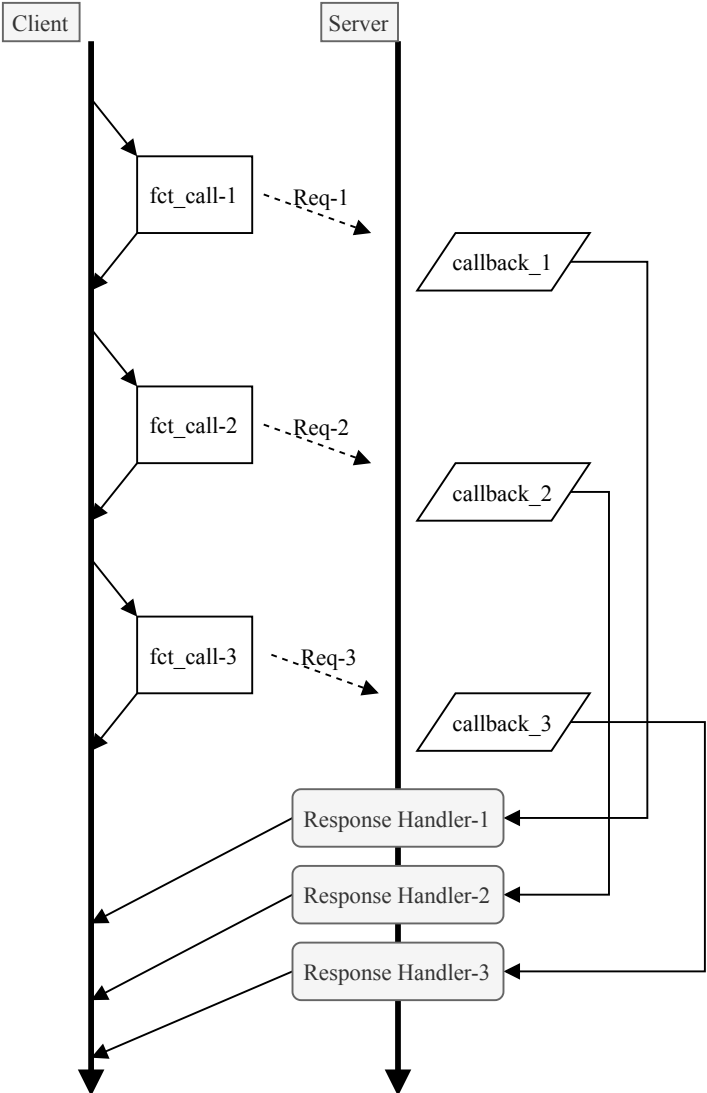 Client
Server
fct_call-1
Req-1
callback_1
fct_call-2
Req-2
callback_2
fct_call-3
Req-3
callback_3
Response Handler-1
Response Handler-2
Response Handler-3